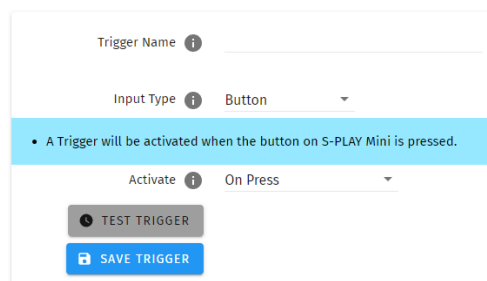 Trigger Name
Input Type Button
• A Trigger will be activated when the button on S-PLAY Mini is pressed.
Activate On Press
TEST TRIGGER
SAVE TRIGGER